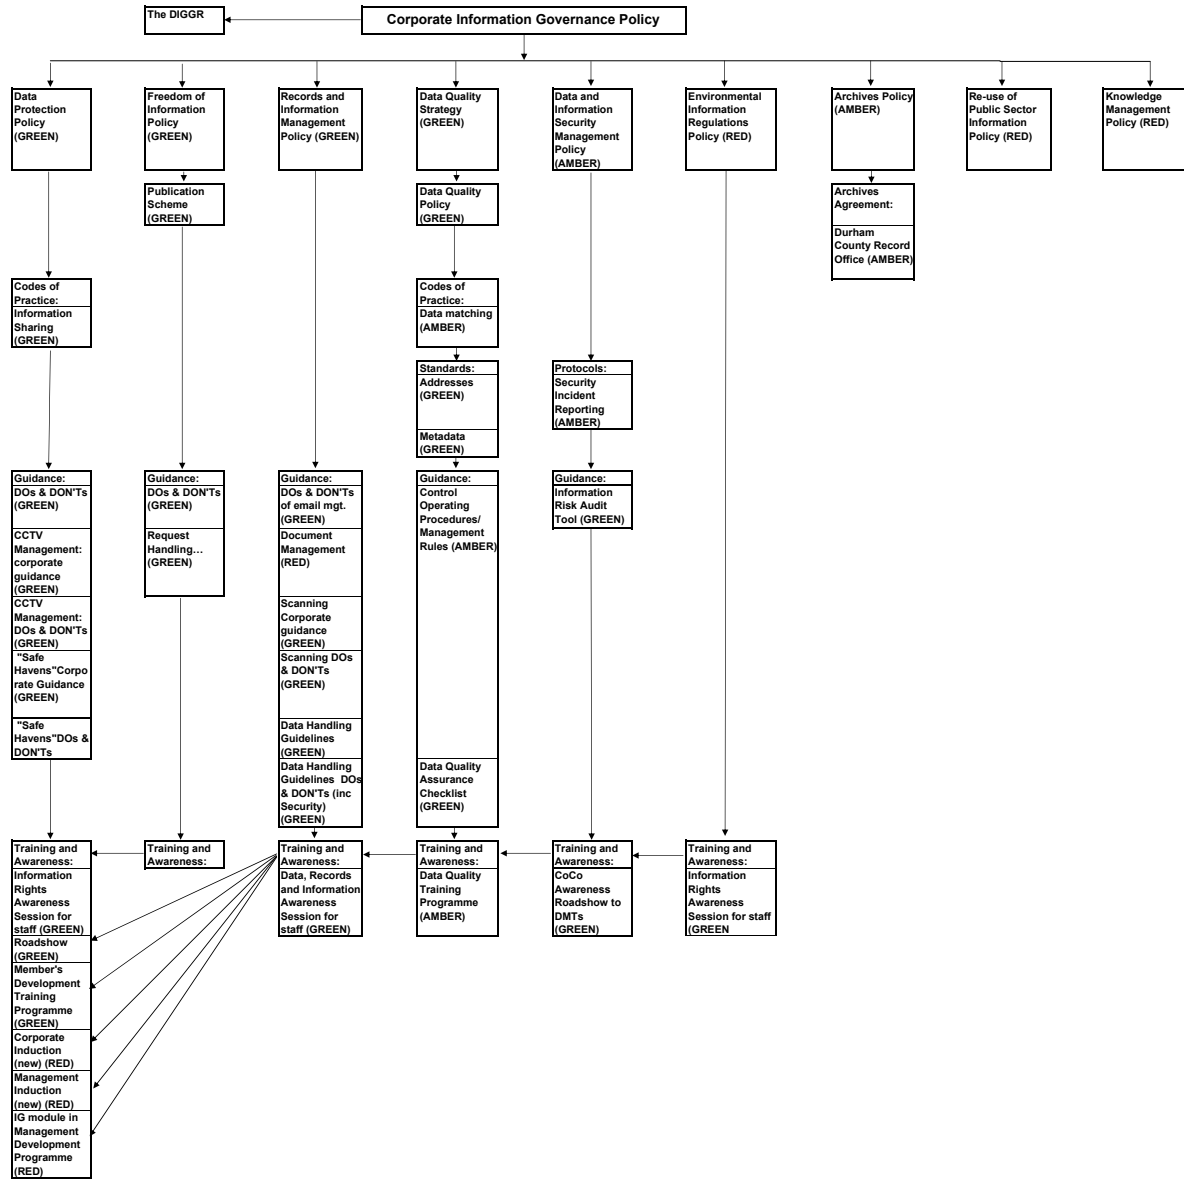 The DIGGR
Corporate Information Governance Policy
Data
Protection
Policy
(GREEN)
Freedom of
Information
Policy
(GREEN)
Records and
Information
Management
Policy (GREEN)
Data Quality
Strategy
(GREEN)
Data and
Information
Security
Management
Policy
(AMBER)
Environmental
Information
Regulations
Policy (RED)
Archives Policy
(AMBER)
Re-use of
Public Sector
Information
Policy (RED)
Knowledge
Management
Policy (RED)
Publication
Scheme
(GREEN)
Data Quality
Policy
(GREEN)
Archives
Agreement:
Durham
County Record
Office (AMBER)
Codes of
Practice:
Information
Sharing
(GREEN)
Codes of
Practice:
Data matching
(AMBER)
Standards:
Addresses
(GREEN)
Metadata
(GREEN)
Protocols:
Security
Incident
Reporting
(AMBER)
Guidance:
DOs & DON'Ts
(GREEN)
CCTV
Management:
corporate
guidance
(GREEN)
CCTV
Management:
DOs & DON'Ts
(GREEN)
"Safe
Havens"Corpo
rate Guidance
(GREEN)
"Safe
Havens"DOs &
DON'Ts
Guidance:
DOs & DON'Ts
(GREEN)
Request
Handling...
(GREEN)
Guidance:
DOs & DON'Ts
of email mgt.
(GREEN)
Document
Management
(RED)
Scanning
Corporate
guidance
(GREEN)
Scanning DOs
& DON'Ts
(GREEN)
Data Handling
Guidelines
(GREEN)
Data Handling
Guidelines DOs
& DON'Ts (inc
Security)
(GREEN)
Guidance:
Control
Operating
Procedures/
Management
Rules (AMBER)
Data Quality
Assurance
Checklist
(GREEN)
Guidance:
Information
Risk Audit
Tool (GREEN)
Training and
Awareness:
Information
Rights
Awareness
Session for
staff (GREEN)
Roadshow
(GREEN)
Member's
Development
Training
Programme
(GREEN)
Corporate
Induction
(new) (RED)
Management
Induction
(new) (RED)
IG module in
Management
Development
Programme
(RED)
Training and
Awareness:
Training and
Awareness:
Data, Records
and Information
Awareness
Session for
staff (GREEN)
Training and
Awareness:
Data Quality
Training
Programme
(AMBER)
Training and
Awareness:
CoCo
Awareness
Roadshow to
DMTs
(GREEN)
Training and
Awareness:
Information
Rights
Awareness
Session for staff
(GREEN